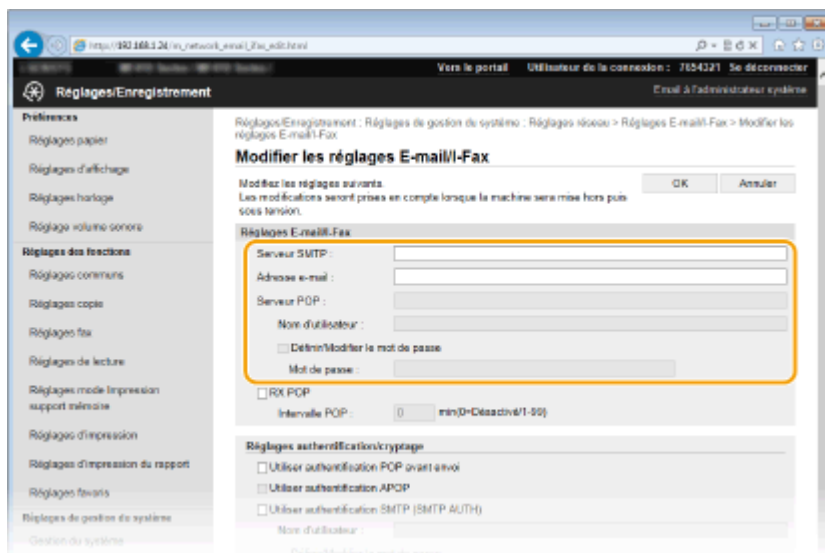 http://192.168.1.24/m_network_email_ifax_edit.html
Vers le portail Utilisateur de la connexion : 7654321 Se déconnecter
Réglages/Enregistrement
Email à l'administrateur système
Préférences
Réglages papier
Réglages d'affichage
Réglages horloge
Réglage volume sonore
Réglages des fonctions
Réglages communs
Réglages copie
Réglages fax
Réglages de lecture
Réglages mode Impression
support mémoire
Réglages d'impression
Réglages d'impression du rapport
Réglages favoris
Réglages de gestion du système
Gestion du système
Réglages/Enregistrement : Réglages de gestion du système : Réglages réseau > Réglages E-mail/I-Fax > Modifier les
réglages E-mail/I-Fax
Modifier les réglages E-mail/I-Fax
Modifiez les réglages suivants.
Les modifications seront prises en compte lorsque la machine sera mise hors puis
sous tension.
OK
Annuler
Réglages E-mail/I-Fax
Serveur SMTP :
Adresse e-mail :
Serveur POP :
Nom d'utilisateur :
Définir/Modifier le mot de passe
Mot de passe :
RX POP
Intervalle POP : 0 min(0=Désactivé/1-99)
Réglages authentification/cryptage
Utiliser authentification POP avant envoi
Utiliser authentification APOP
Utiliser authentification SMTP (SMTP AUTH)
Nom d'utilisateur :